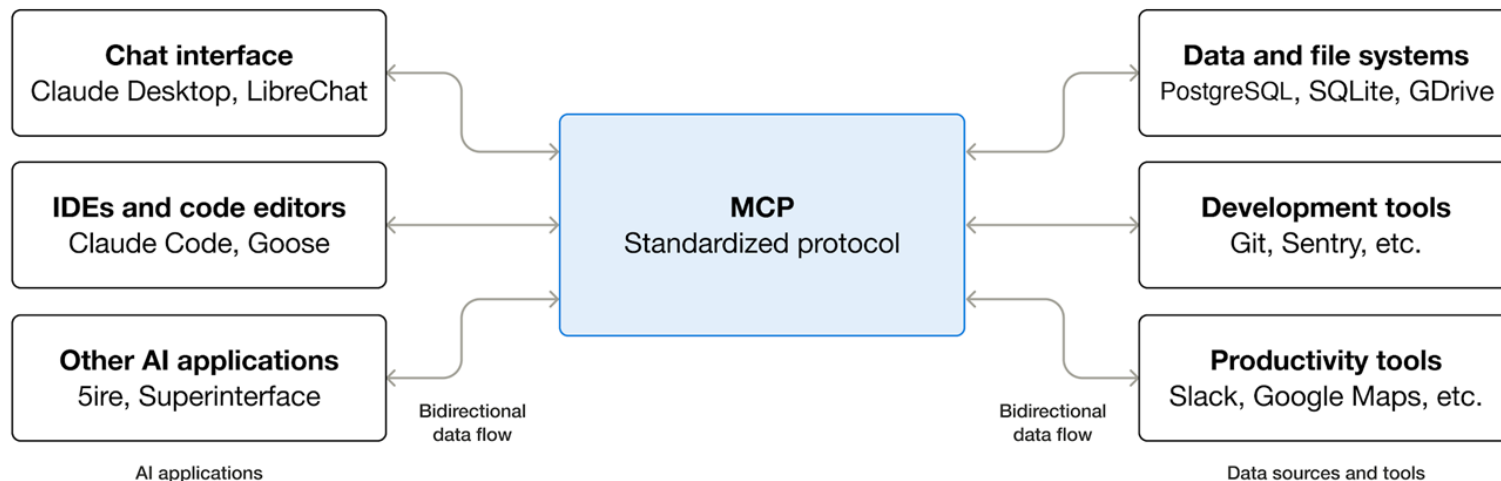 Chat interface
Claude Desktop, LibreChat
IDEs and code editors
Claude Code, Goose
Other AI applications
5ire, Superinterface
AI applications
Bidirectional
data flow
MCP
Standardized protocol
Bidirectional
data flow
Data and file systems
PostgreSQL, SQLite, GDrive
Development tools
Git, Sentry, etc.
Productivity tools
Slack, Google Maps, etc.
Data sources and tools